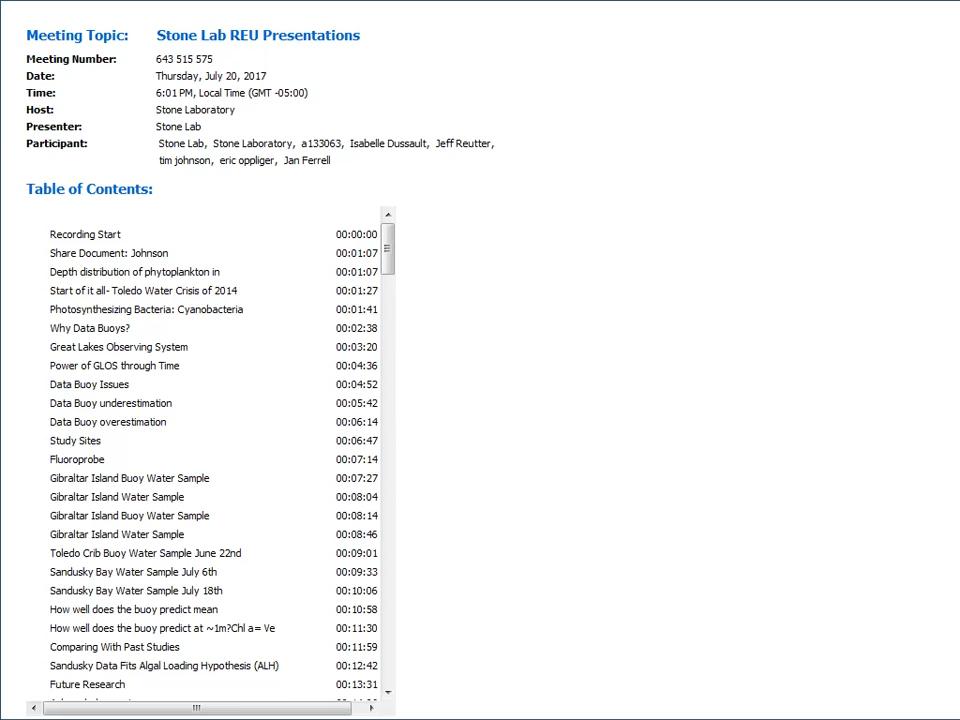 Meeting Topic: Stone Lab REU Presentations
Meeting Number: 643 515 575
Date: Thursday, July 20, 2017
Time: 6:01 PM, Local Time (GMT -05:00)
Host: Stone Laboratory
Presenter: Stone Lab
Participant: Stone Lab, Stone Laboratory, a133063, Isabelle Dussault, Jeff Reutter,
tim johnson, eric oppliger, Jan Ferrell
Table of Contents:
Recording Start 00:00:00
Share Document: Johnson 00:01:07
Depth distribution of phytoplankton in 00:01:07
Start of it all- Toledo Water Crisis of 2014 00:01:27
Photosynthesizing Bacteria: Cyanobacteria 00:01:41
Why Data Buoys? 00:02:38
Great Lakes Observing System 00:03:20
Power of GLOS through Time 00:04:36
Data Buoy Issues 00:04:52
Data Buoy underestimation 00:05:42
Data Buoy overestimation 00:06:14
Study Sites 00:06:47
Fluoroprobe 00:07:14
Gibraltar Island Buoy Water Sample 00:07:27
Gibraltar Island Water Sample 00:08:04
Gibraltar Island Buoy Water Sample 00:08:14
Gibraltar Island Water Sample 00:08:46
Toledo Crib Buoy Water Sample June 22nd 00:09:01
Sandusky Bay Water Sample July 6th 00:09:33
Sandusky Bay Water Sample July 18th 00:10:06
How well does the buoy predict mean 00:10:58
How well does the buoy predict at ~1m?Chl a= Ve 00:11:30
Comparing With Past Studies 00:11:59
Sandusky Data Fits Algal Loading Hypothesis (ALH) 00:12:42
Future Research 00:13:31